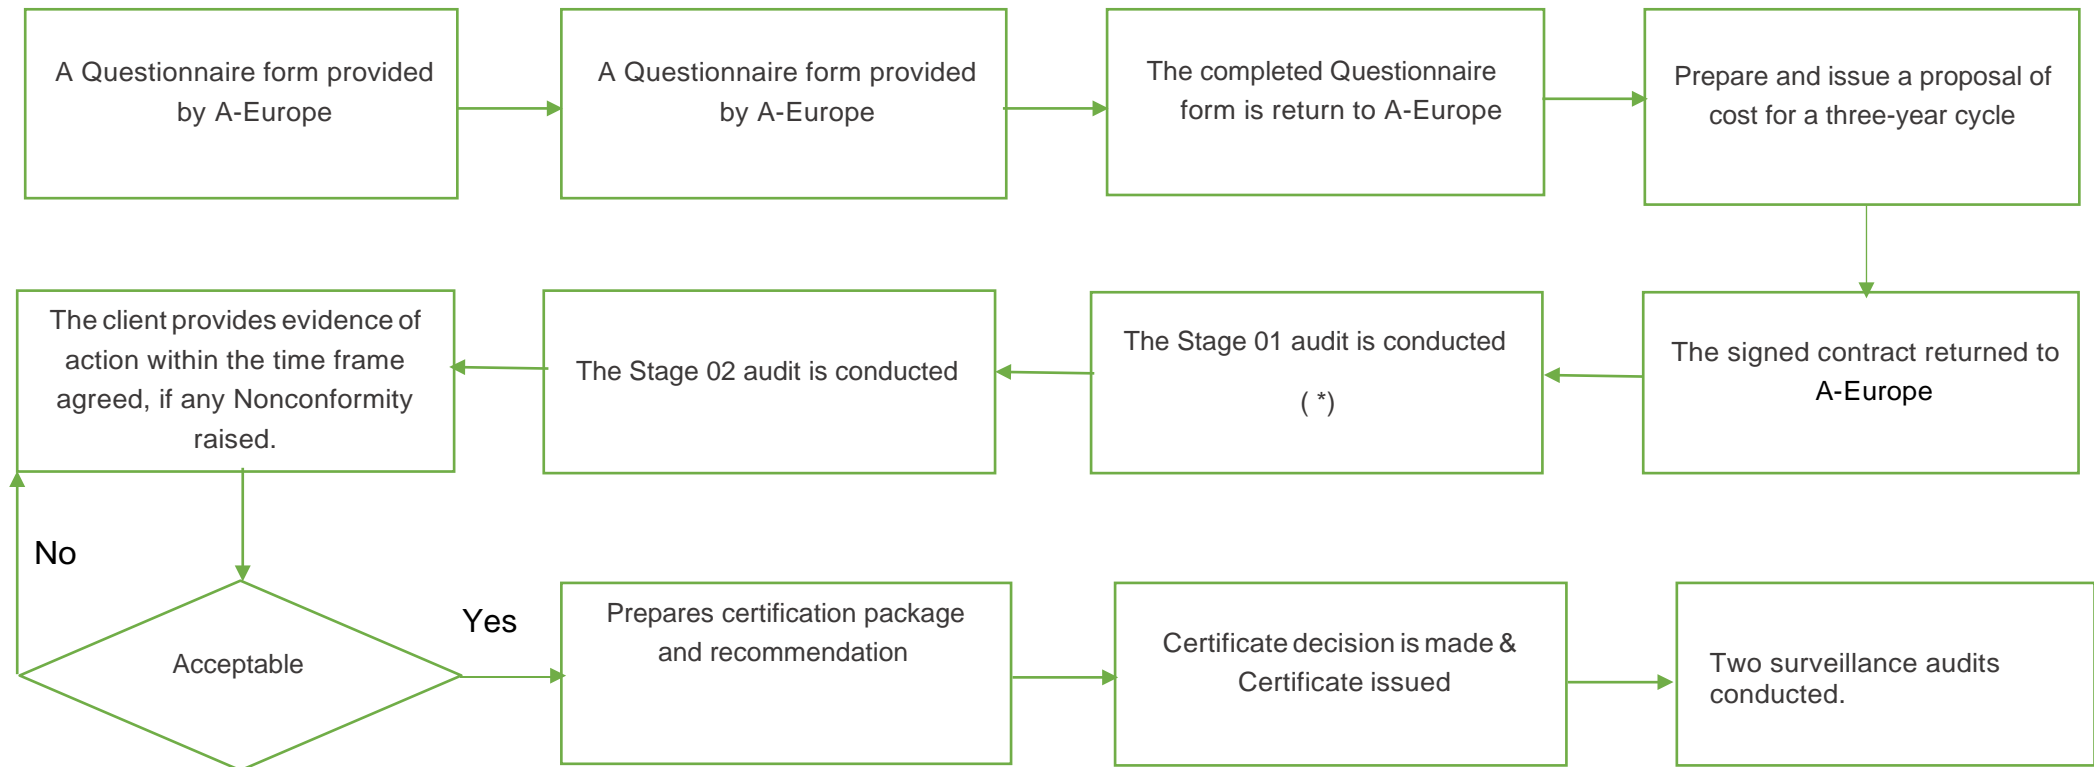 A Questionnaire form provided
by A-Europe
A Questionnaire form provided
by A-Europe
The completed Questionnaire
form is return to A-Europe
Prepare and issue a proposal of
cost for a three-year cycle
The client provides evidence of
action within the time frame
agreed, if any Nonconformity
raised.
The Stage 02 audit is conducted
The Stage 01 audit is conducted
( *)
The signed contract returned to
A-Europe
No
Acceptable
Yes
Prepares certification package
and recommendation
Certificate decision is made &
Certificate issued
Two surveillance audits
conducted.